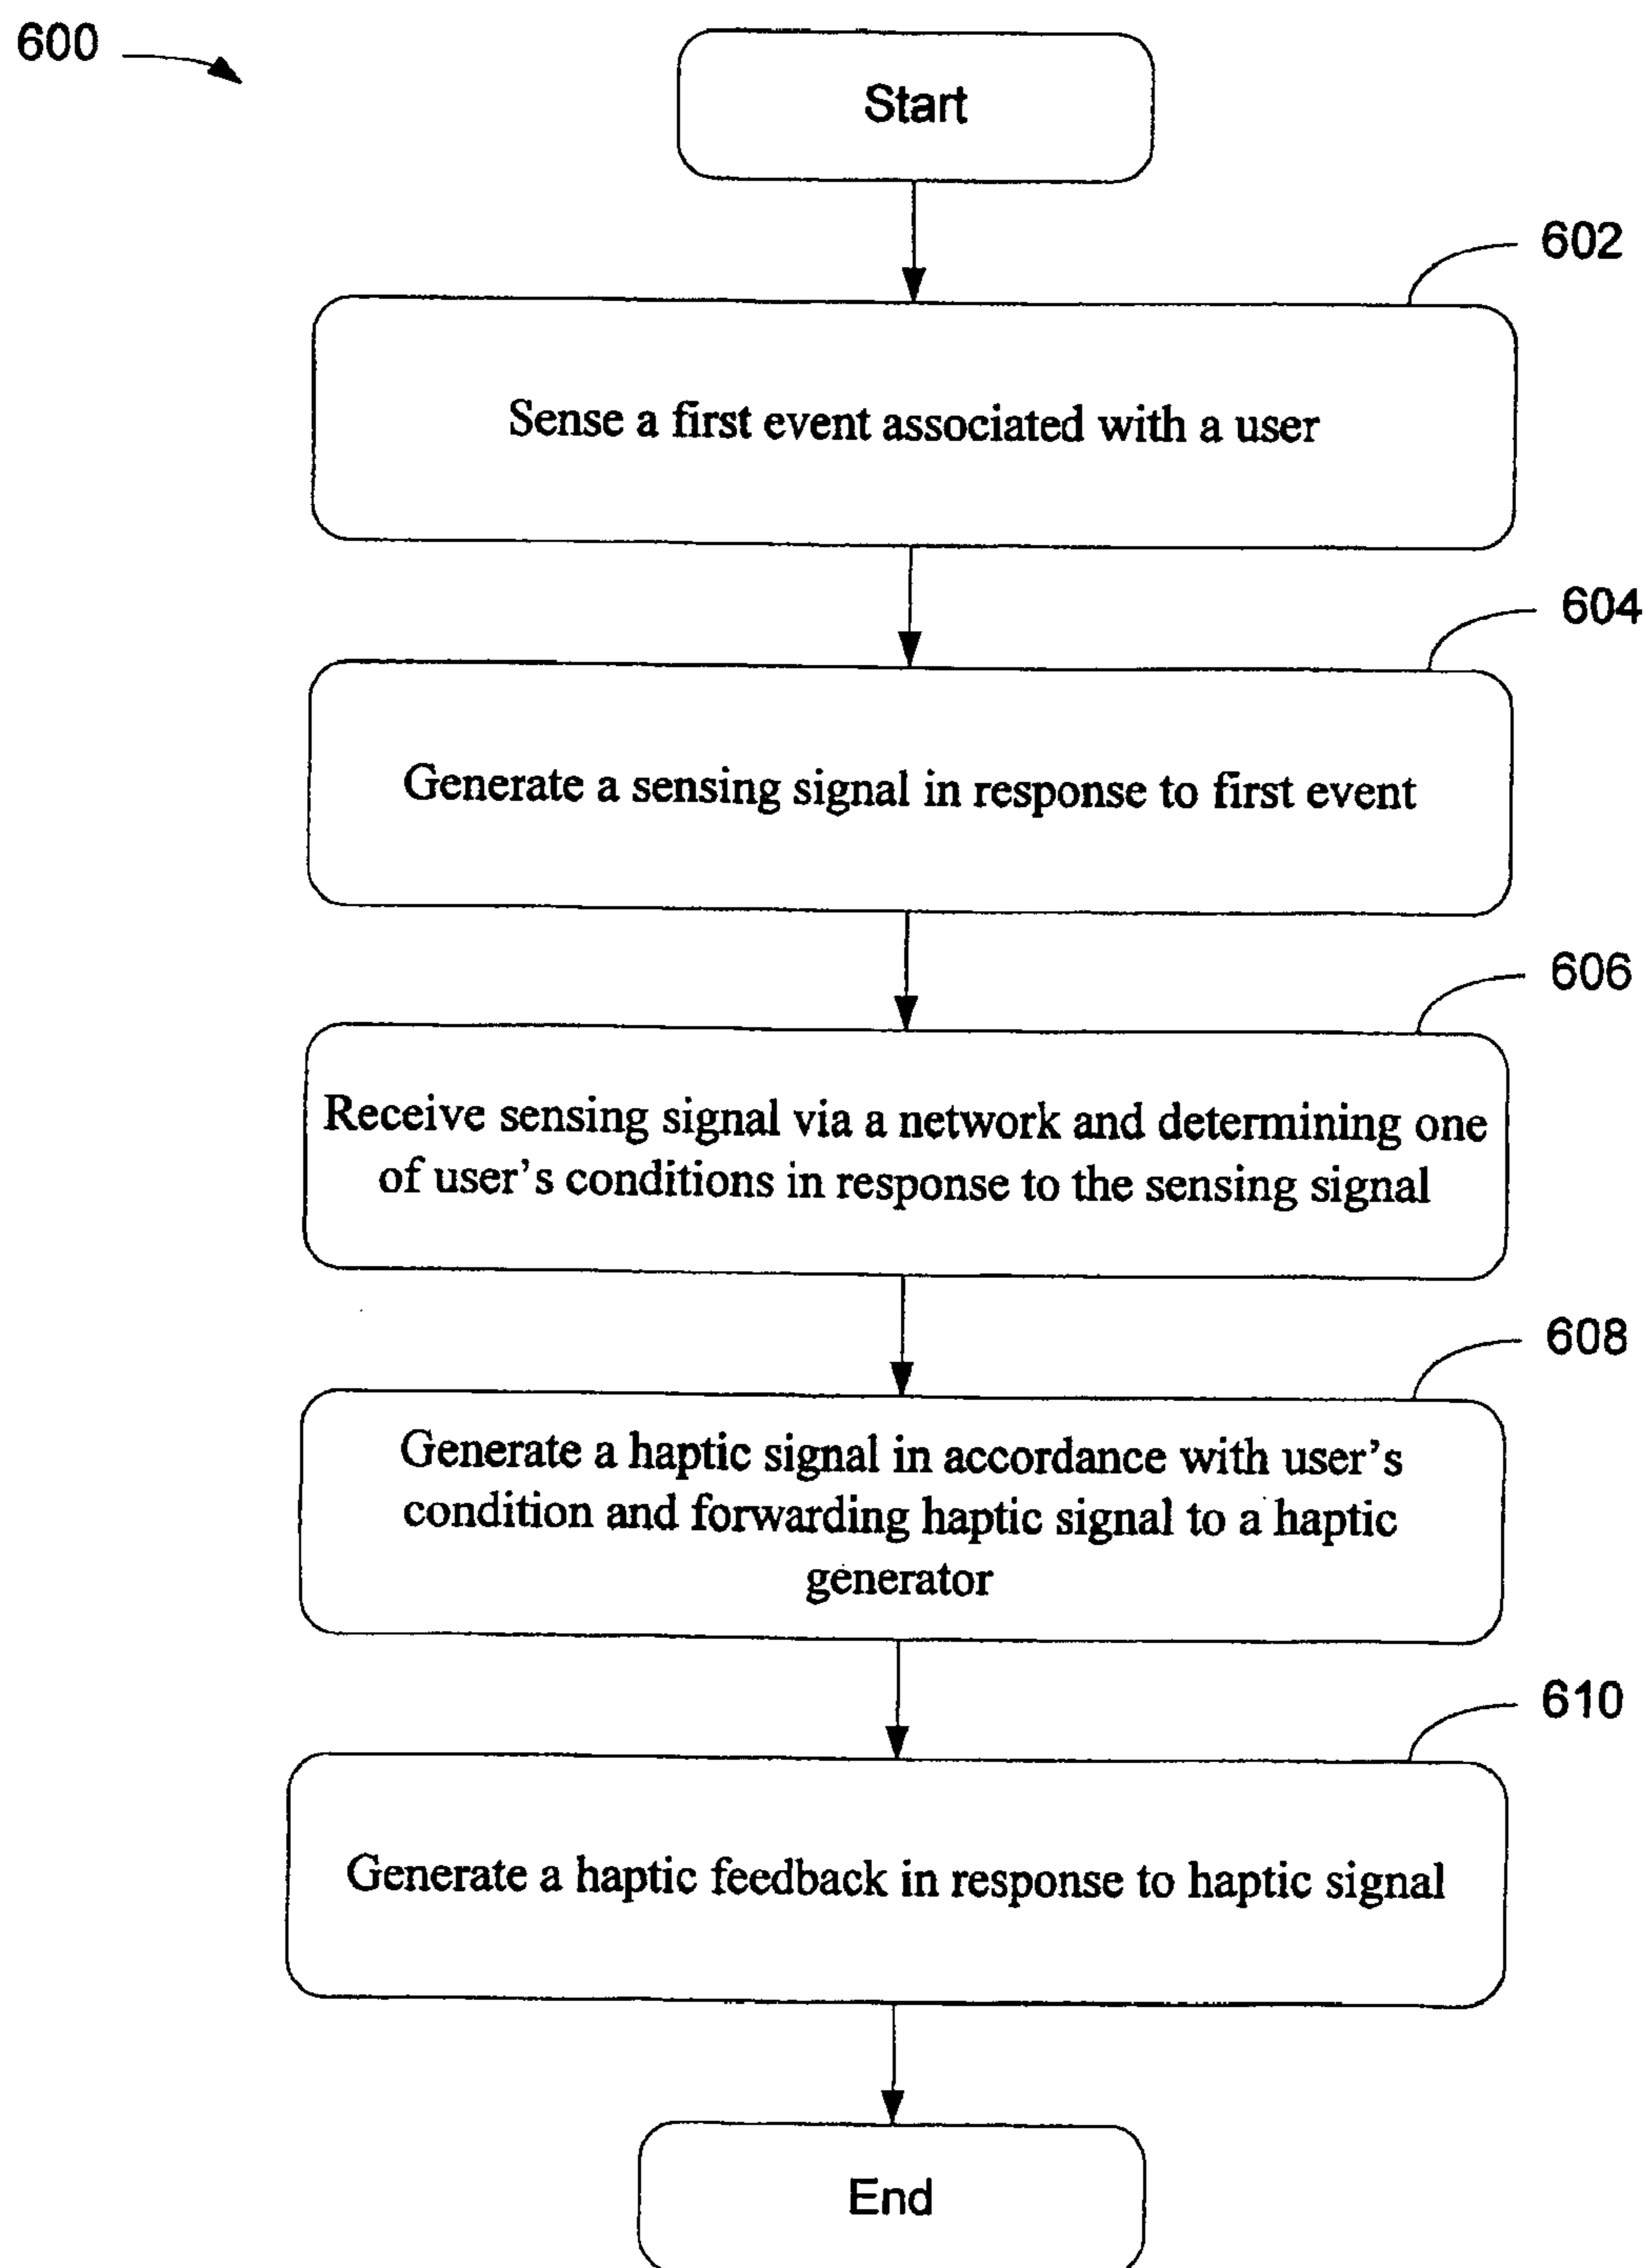 600
Start
602
Sense a first event associated with a user
604
Generate a sensing signal in response to first event
606
Receive sensing signal via a network and determining one
of user's conditions in response to the sensing signal
608
Generate a haptic signal in accordance with user's
condition and forwarding haptic signal to a haptic
generator
610
Generate a haptic feedback in response to haptic signal
End